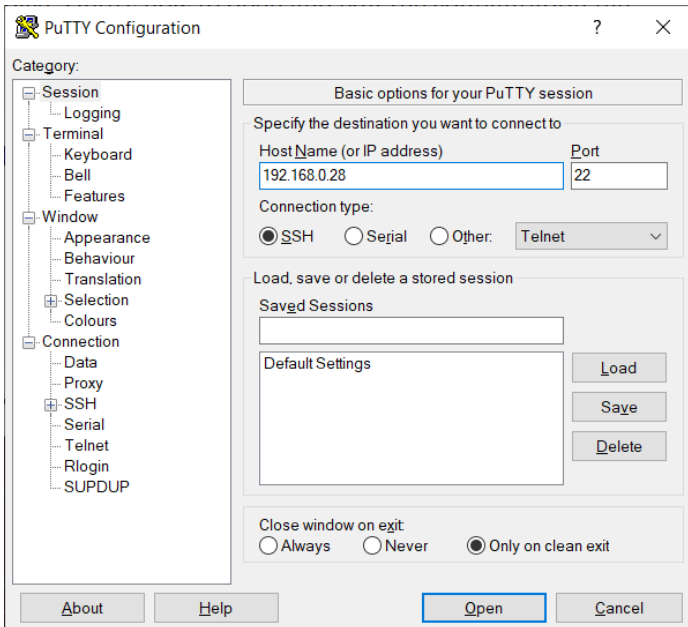 PuTTY Configuration
?
Category:
Session
Logging
Terminal
Keyboard
Bell
Features
Window
Appearance
Behaviour
Translation
Selection
Colours
Connection
Data
Proxy
SSH
Serial
Telnet
Rlogin
SUPDUP
Basic options for your PuTTY session
Specify the destination you want to connect to
Host Name (or IP address) Port
192.168.0.28 22
Connection type:
SSH Serial Other: Telnet
Load, save or delete a stored session
Saved Sessions
Default Settings
Load
Save
Delete
Close window on exit:
Always Never Only on clean exit
About Help Open Cancel